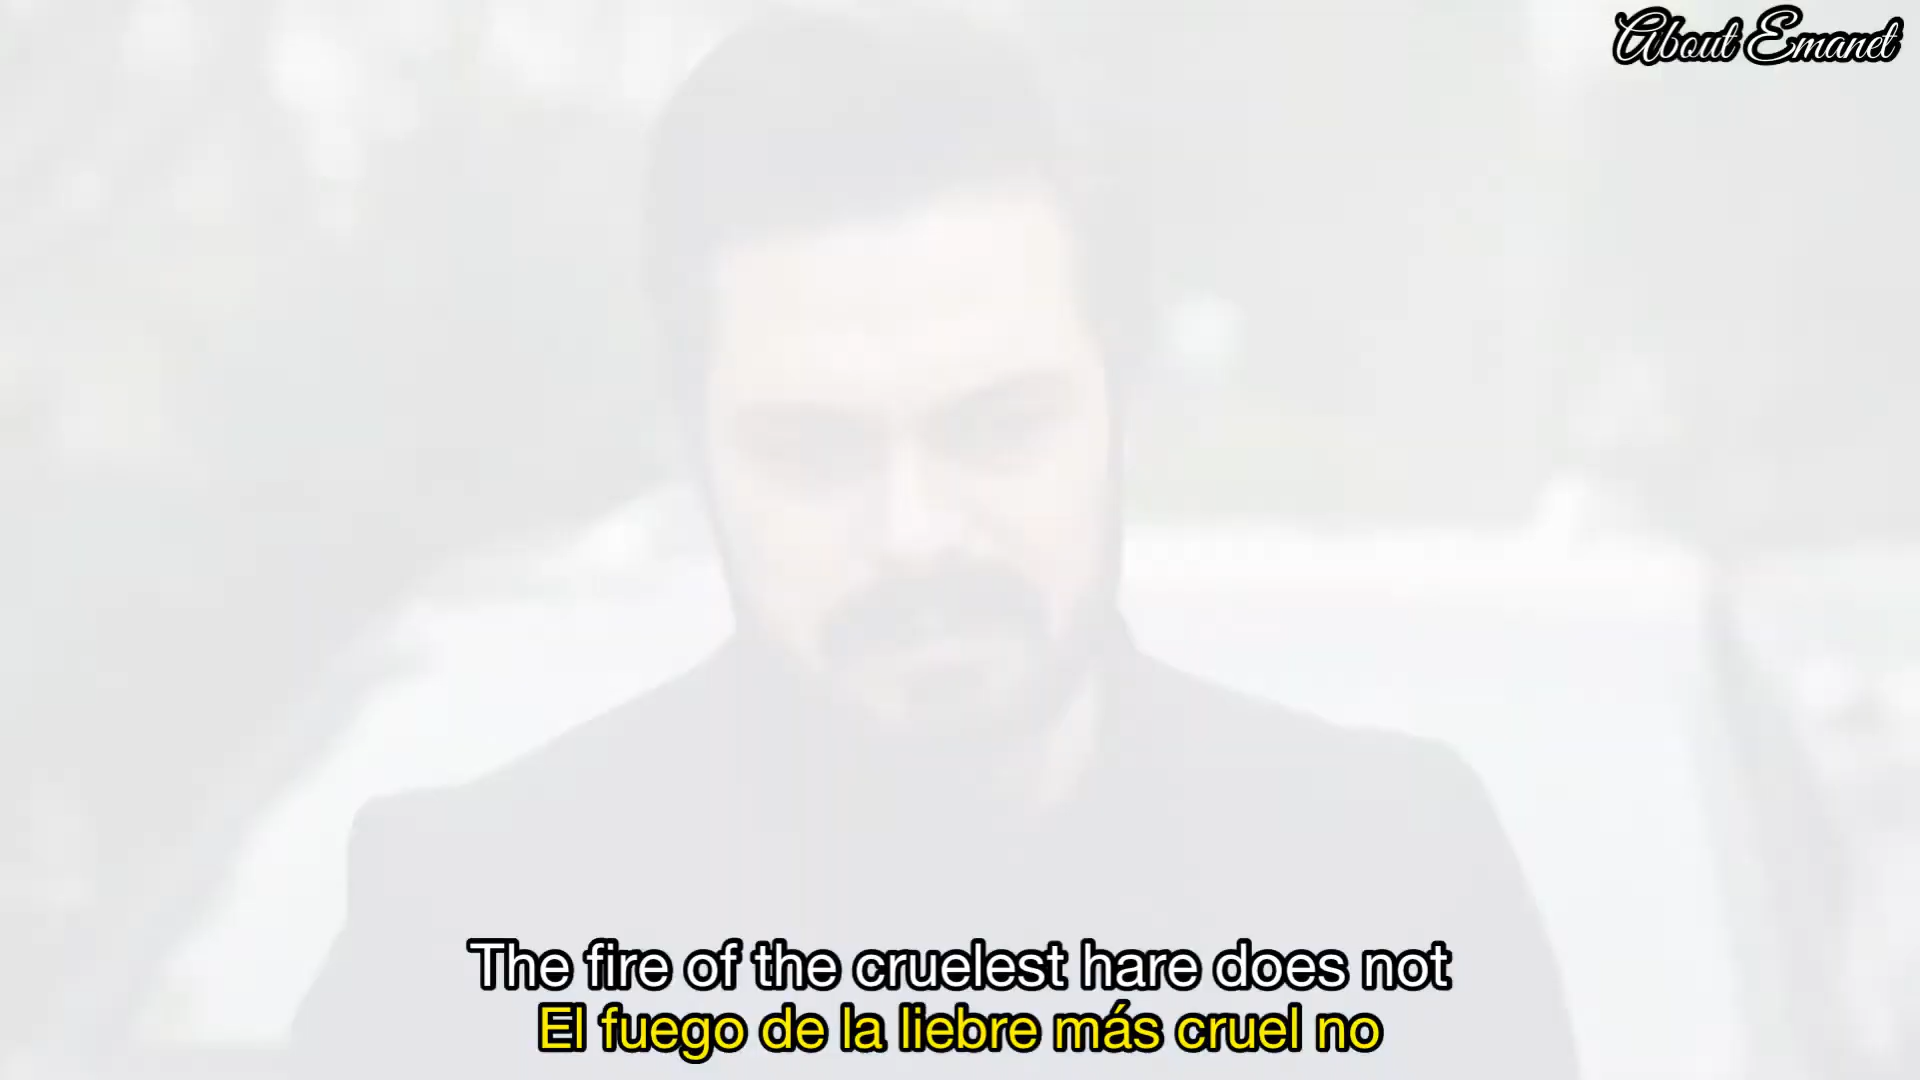 About Emanet
The fire of the cruelest hare does not
El fuego de la liebre más cruel no